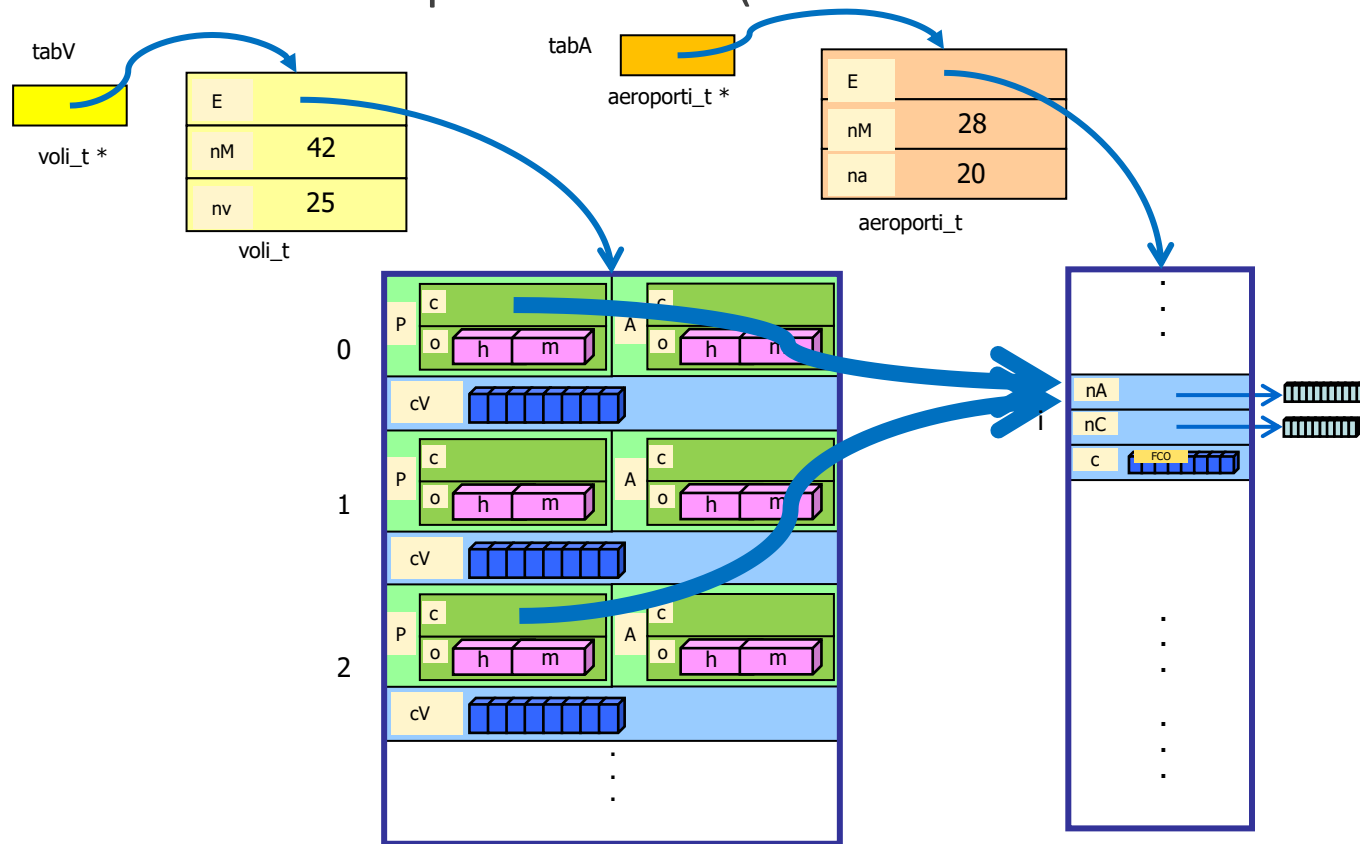 tabV
voli_t *
E
nM 42
nv 25
voli_t
tabA
aeroporti_t *
E
nM 28
na 20
aeroporti_t
0
P c A c
o h m o h
cV
1
P c A c
o h m o h m
cV
2
P c A c
o h m o h m
cV
i
nA
nC
c FCO